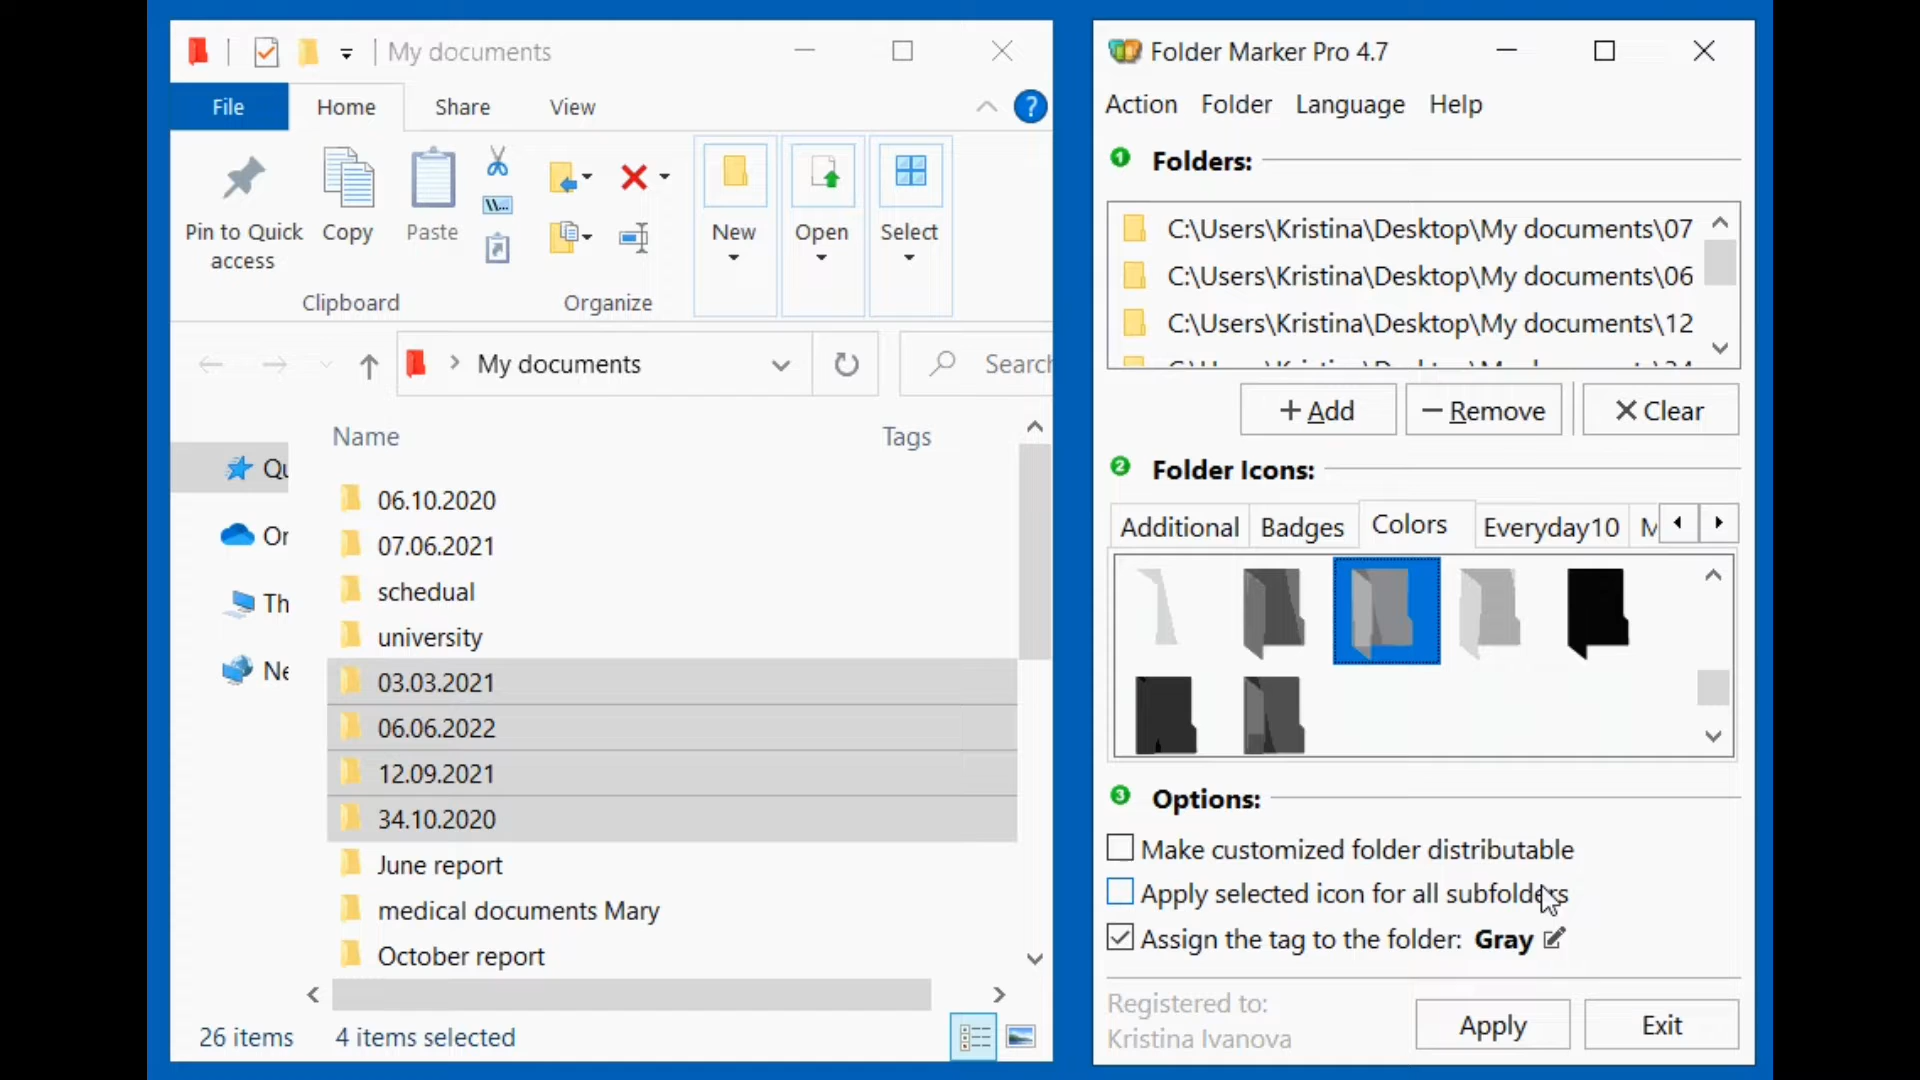 My documents
File
Home
Share
View
?
Pin to Quick
access
Copy
Paste
Clipboard
Organize
New
Open
Select
My documents
Name
Tags
06.10.2020
07.06.2021
schedual
university
03.03.2021
06.06.2022
12.09.2021
34.10.2020
June report
medical documents Mary
October report
26 items
4 items selected
Folder Marker Pro 4.7
Action Folder Language Help
1 Folders:
C:\Users\Kristina\Desktop\My documents\07
C:\Users\Kristina\Desktop\My documents\06
C:\Users\Kristina\Desktop\My documents\12
+ Add
− Remove
× Clear
2 Folder Icons:
Additional
Badges
Colors
Everyday10
3 Options:
Make customized folder distributable
Apply selected icon for all subfolders
Assign the tag to the folder: Gray
Registered to:
Kristina Ivanova
Apply
Exit